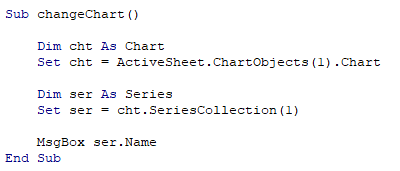 Sub changeChart()
Dim cht As Chart
Set cht = ActiveSheet.ChartObjects(1).Chart
Dim ser As Series
Set ser = cht.SeriesCollection(1)
MsgBox ser.Name
End Sub